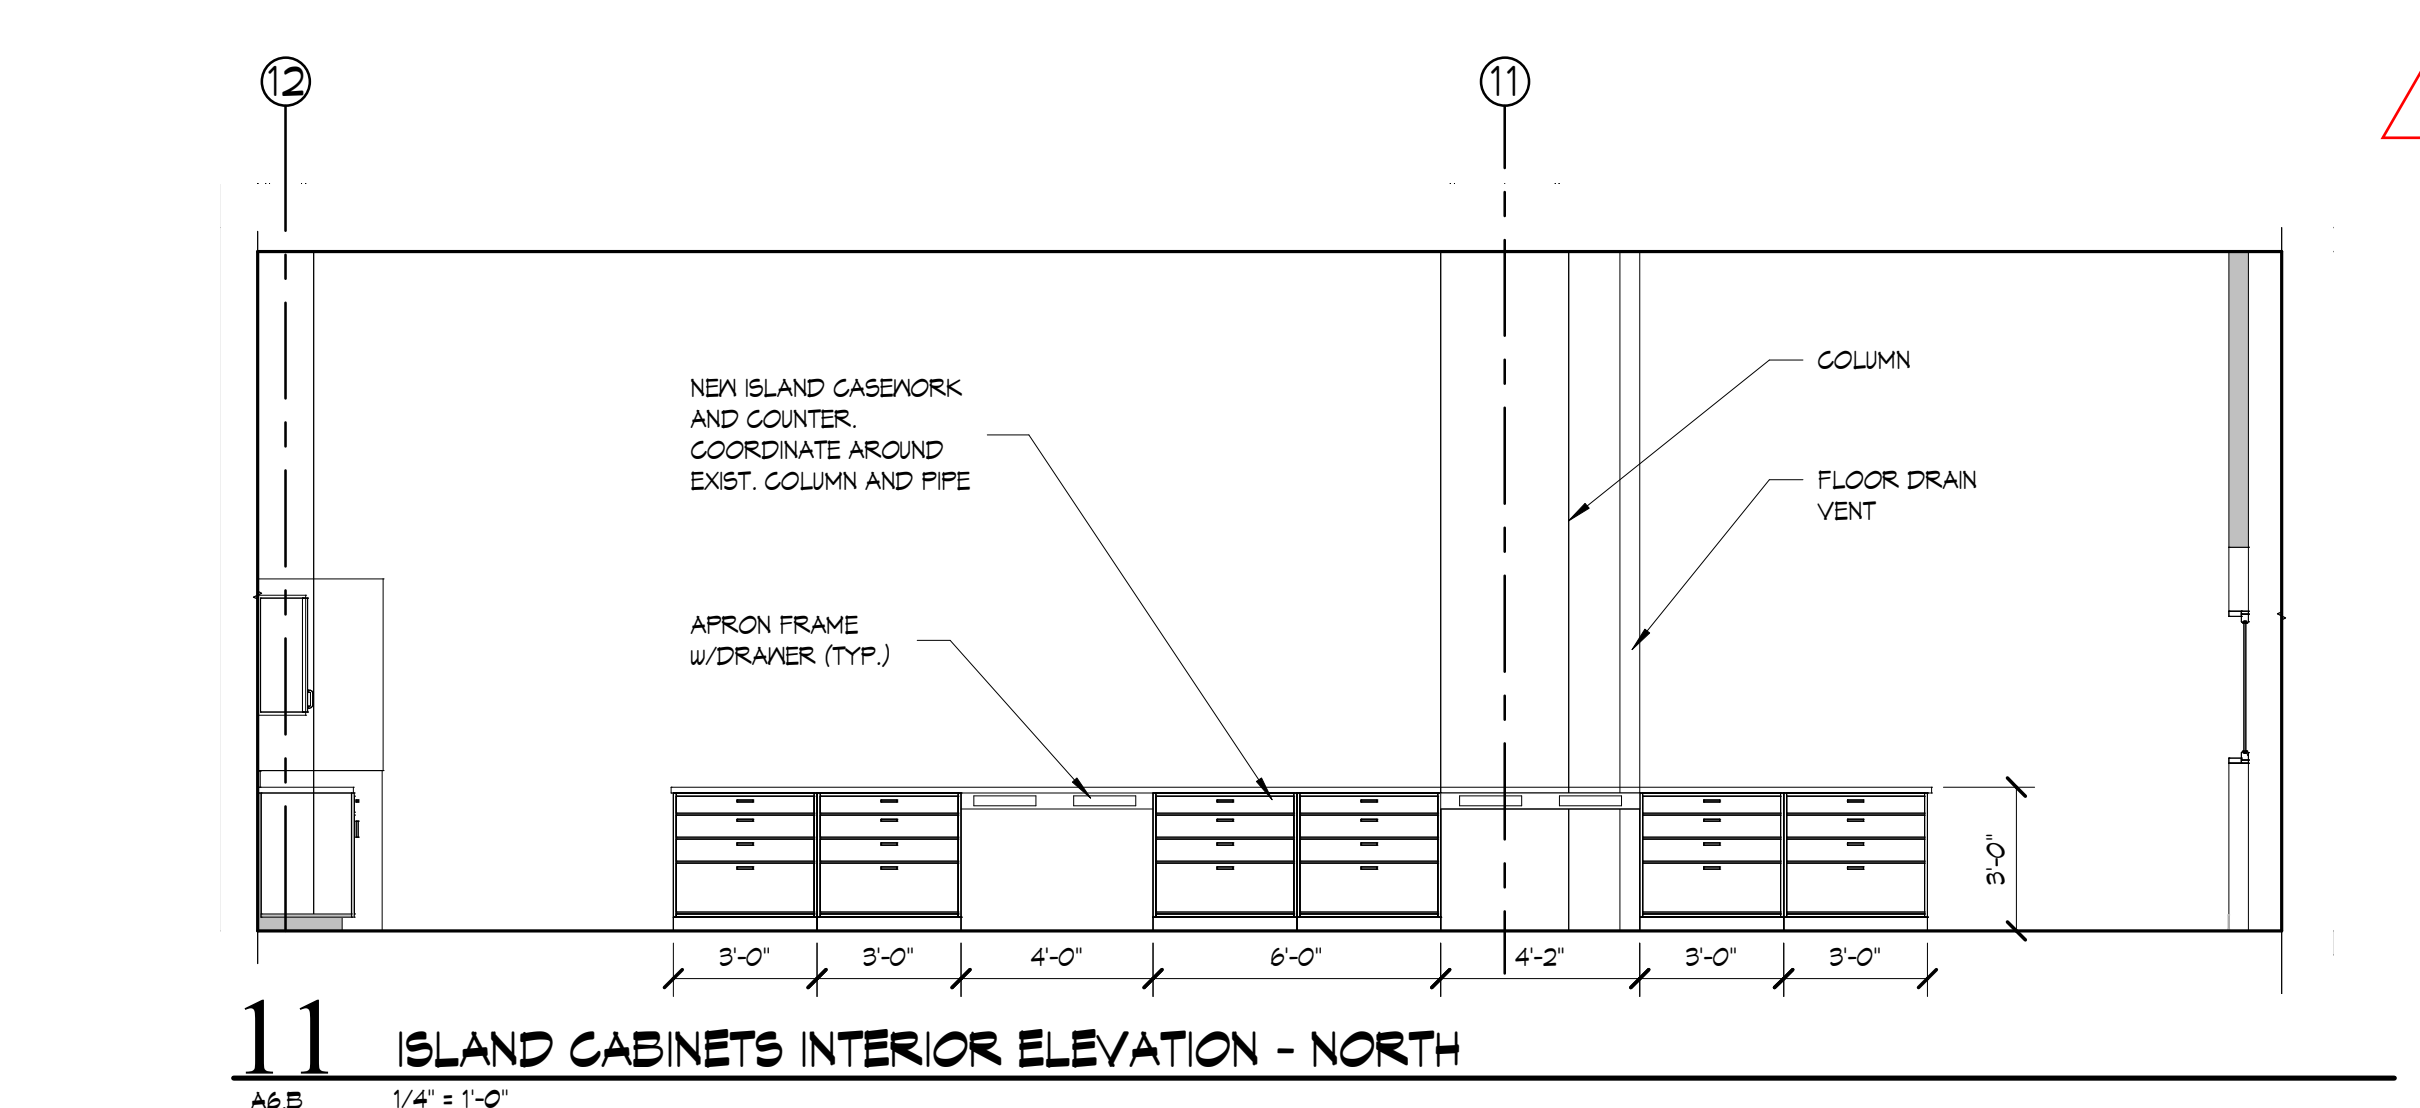 12
11
NEW ISLAND CASEWORK
AND COUNTER.
COORDINATE AROUND
EXIST. COLUMN AND PIPE
COLUMN
FLOOR DRAIN
VENT
APRON FRAME
W/DRAWER (TYP.)
3'-0"
3'-0"
3'-0"
4'-0"
6'-0"
4'-2"
3'-0"
3'-0"
11
ISLAND CABINETS INTERIOR ELEVATION - NORTH
A6.B
1/4" = 1'-0"